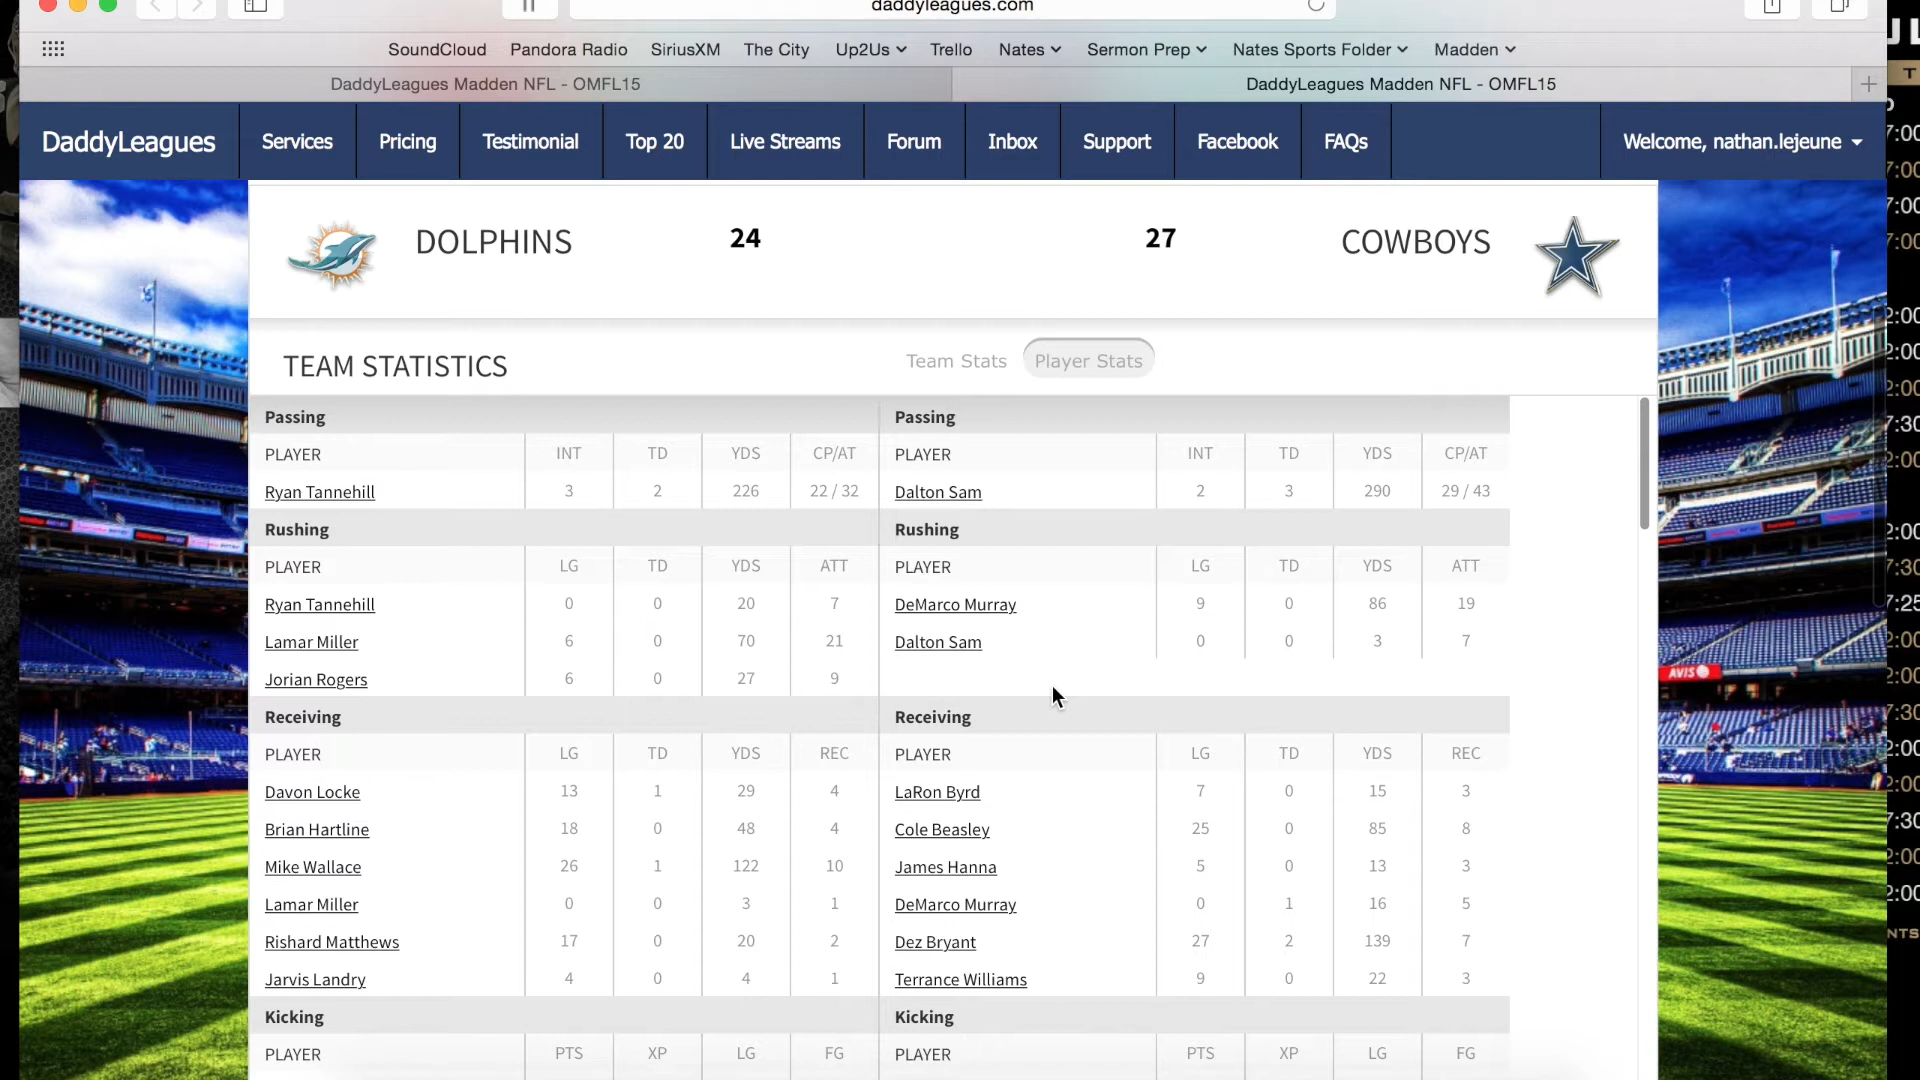 daddyleagues.com
SoundCloud Pandora Radio SiriusXM The City Up2Us Trello Nates Sermon Prep Nates Sports Folder Madden
DaddyLeagues Madden NFL - OMFL15 DaddyLeagues Madden NFL - OMFL15
DaddyLeagues Services Pricing Testimonial Top 20 Live Streams Forum Inbox Support Facebook FAQs Welcome, nathan.lejeune
DOLPHINS 24 27 COWBOYS
TEAM STATISTICS Team Stats Player Stats
Passing Passing
PLAYER INT TD YDS CP/AT PLAYER INT TD YDS CP/AT
Ryan Tannehill 3 2 226 22 / 32 Dalton Sam 2 3 290 29 / 43
Rushing Rushing
PLAYER LG TD YDS ATT PLAYER LG TD YDS ATT
Ryan Tannehill 0 0 20 7 DeMarco Murray 9 0 86 19
Lamar Miller 6 0 70 21 Dalton Sam 0 0 3 7
Jorian Rogers 6 0 27 9
AVIS
Receiving Receiving
PLAYER LG TD YDS REC PLAYER LG TD YDS REC
Davon Locke 13 1 29 4 LaRon Byrd 7 0 15 3
Brian Hartline 18 0 48 4 Cole Beasley 25 0 85 8
Mike Wallace 26 1 122 10 James Hanna 5 0 13 3
Lamar Miller 0 0 3 1 DeMarco Murray 0 1 16 5
Rishard Matthews 17 0 20 2 Dez Bryant 27 2 139 7
Jarvis Landry 4 0 4 1 Terrance Williams 9 0 22 3
Kicking Kicking
PLAYER PTS XP LG FG PLAYER PTS XP LG FG